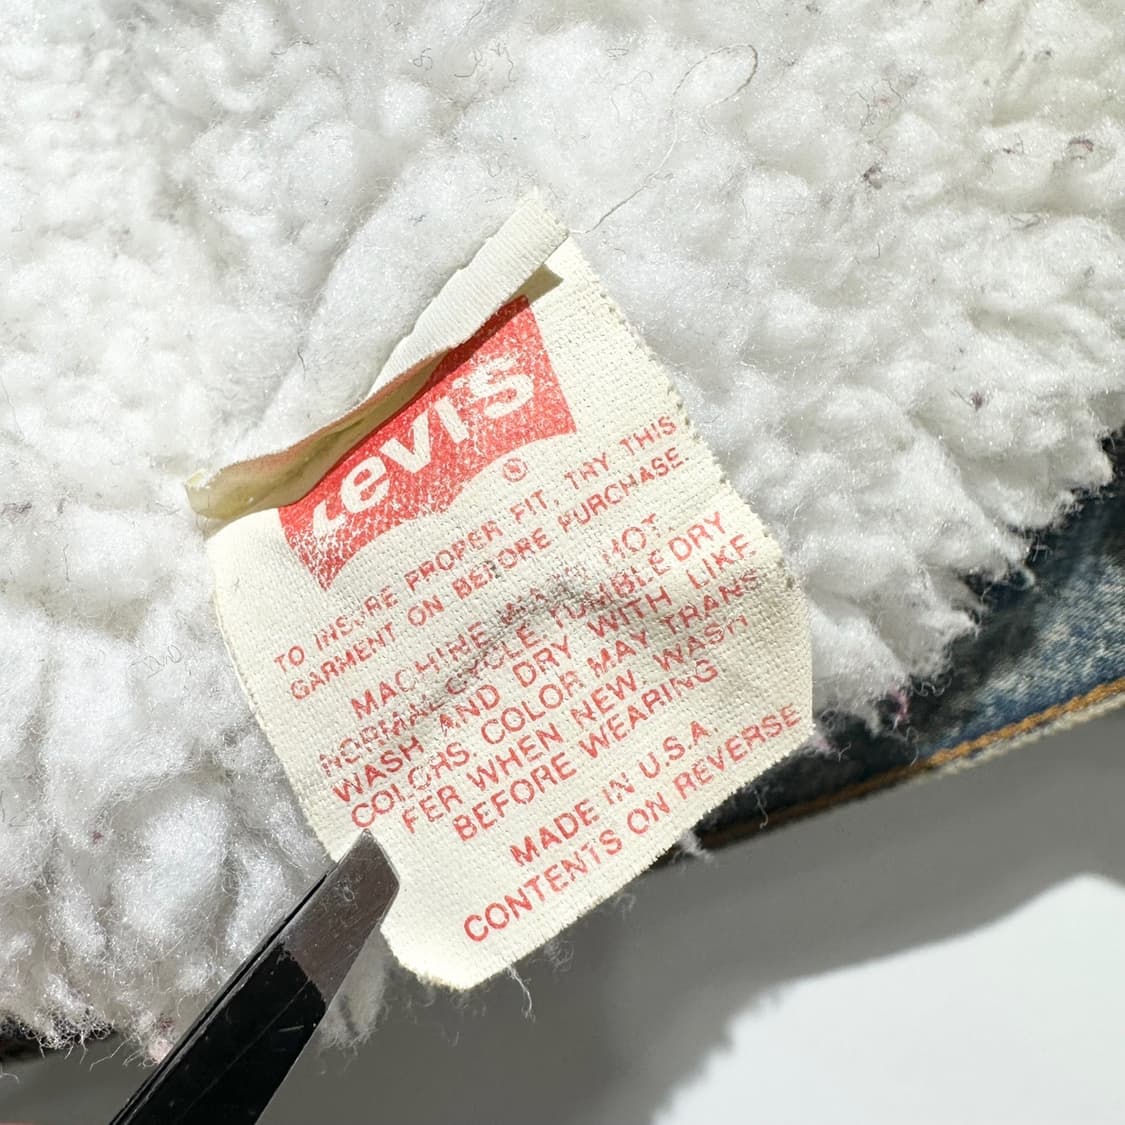 Levi's
®
TO INSURE PROPER FIT, TRY THIS
GARMENT ON BEFORE PURCHASE.
MACHINE WASH HOT.
NORMAL CYCLE. TUMBLE DRY
WASH AND DRY WITH LIKE
COLORS. COLOR MAY TRANS
FER WHEN NEW. WASH
BEFORE WEARING
MADE IN U.S.A.
CONTENTS ON REVERSE